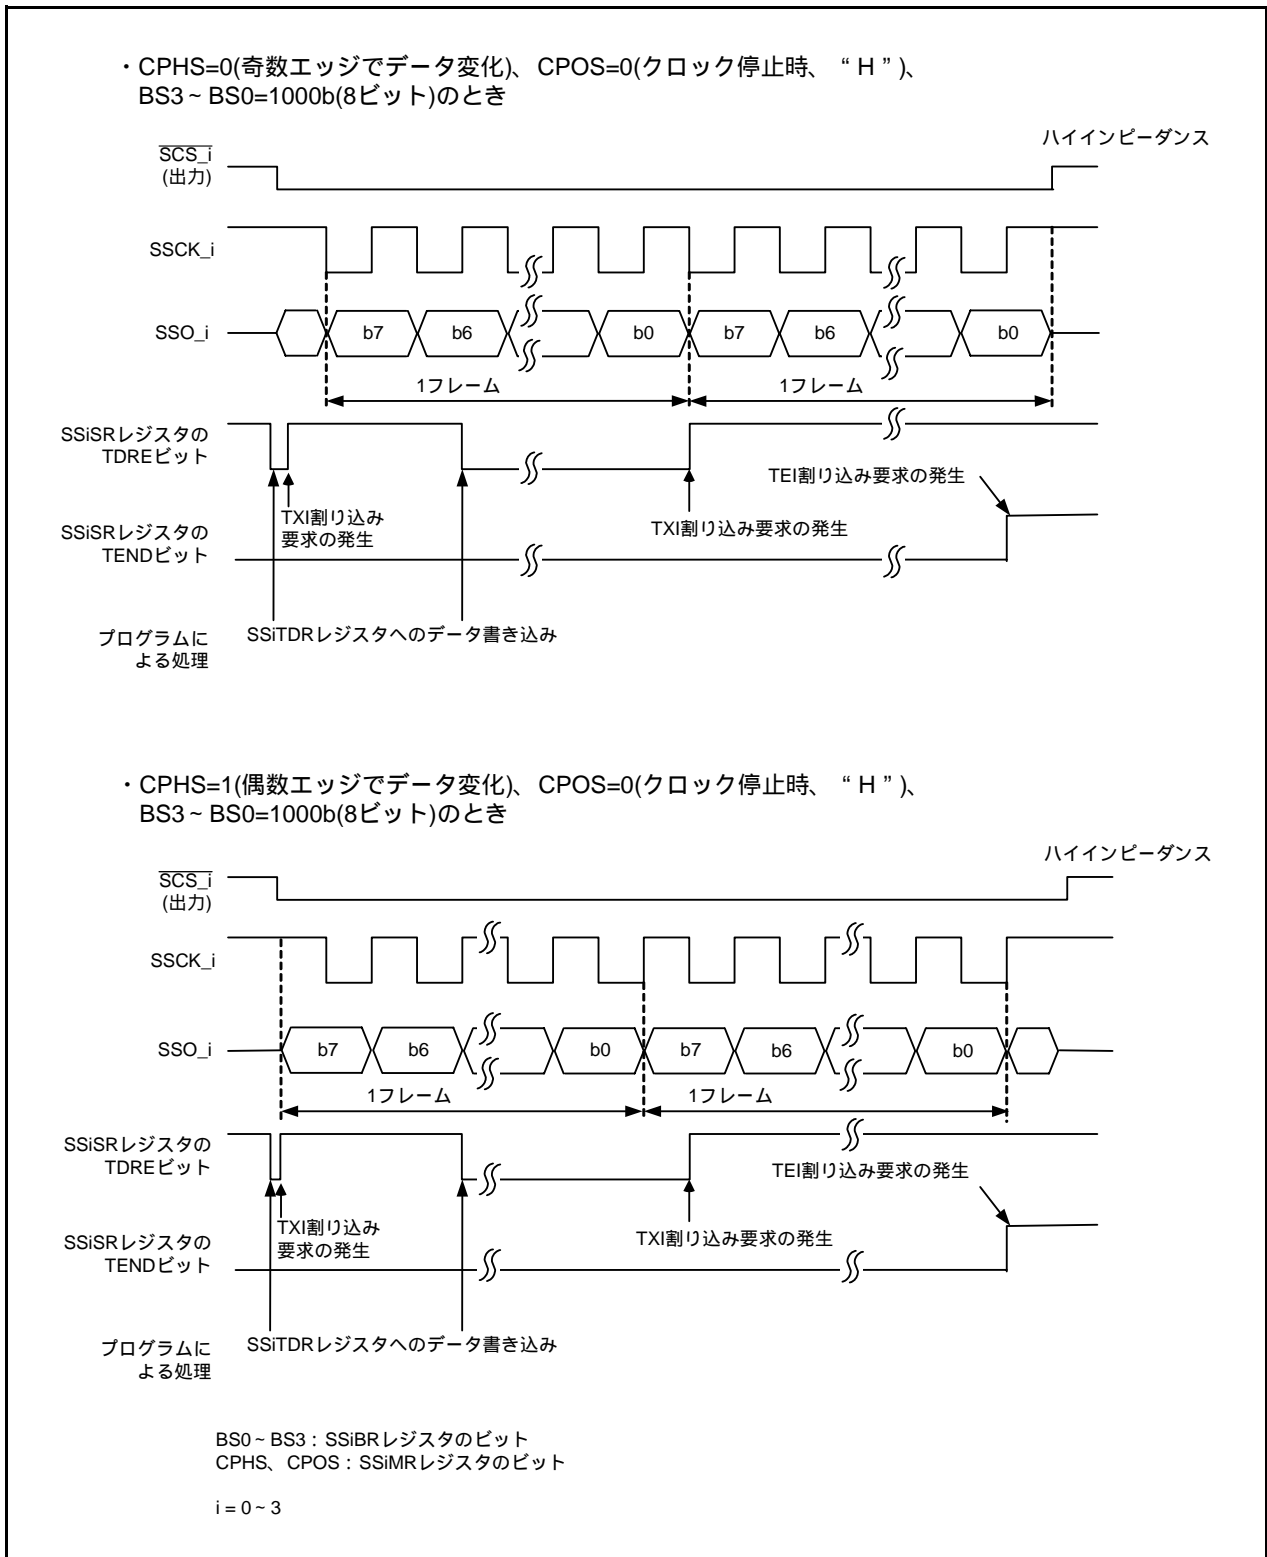 ・CPHS=0(奇数エッジでデータ変化)、CPOS=0(クロック停止時、“H”)、
BS3~BS0=1000b(8ビット)のとき
ハイインピーダンス
SCS_i
(出力)
SSCK_i
SSO_i
b7
b6
b0
b7
b6
b0
1フレーム
1フレーム
SSiSRレジスタの
TDREビット
TEI割り込み要求の発生
TXI割り込み
要求の発生
TXI割り込み要求の発生
SSiSRレジスタの
TENDビット
プログラムに
よる処理
SSiTDRレジスタへのデータ書き込み
・CPHS=1(偶数エッジでデータ変化)、CPOS=0(クロック停止時、“H”)、
BS3~BS0=1000b(8ビット)のとき
ハイインピーダンス
SCS_i
(出力)
SSCK_i
SSO_i
b7
b6
b0
b7
b6
b0
1フレーム
1フレーム
SSiSRレジスタの
TDREビット
TEI割り込み要求の発生
TXI割り込み
要求の発生
TXI割り込み要求の発生
SSiSRレジスタの
TENDビット
プログラムに
よる処理
SSiTDRレジスタへのデータ書き込み
BS0~BS3:SSiBRレジスタのビット
CPHS、CPOS:SSiMRレジスタのビット
i = 0~3